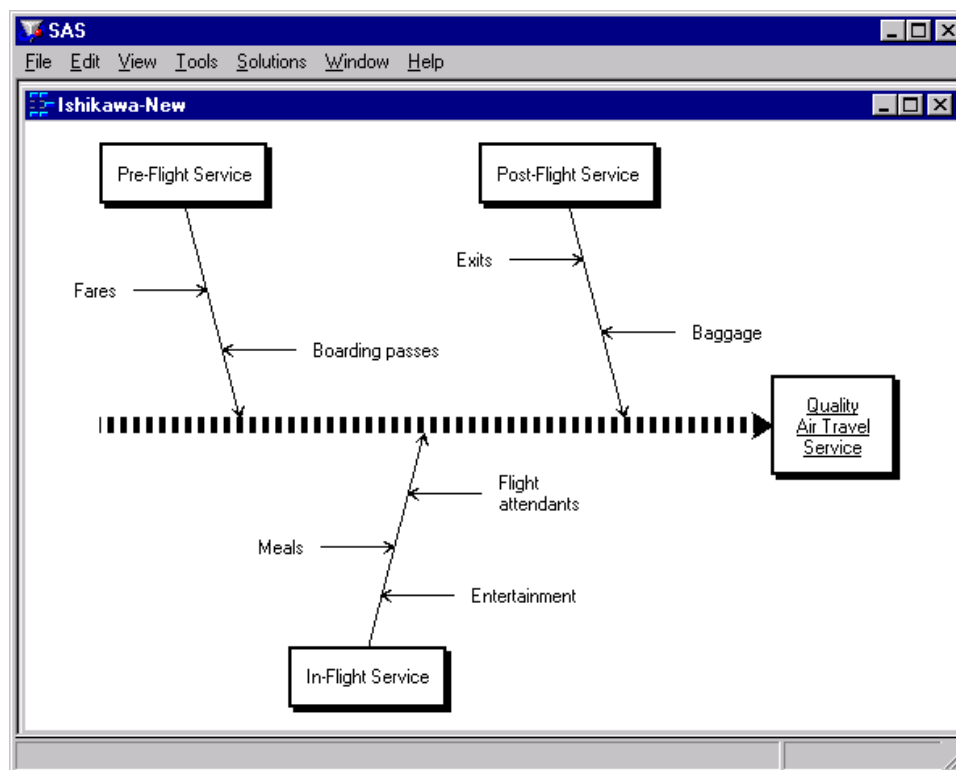 SAS
File Edit View Tools Solutions Window Help
Ishikawa-New
Pre-Flight Service
Post-Flight Service
Exits
Fares
Baggage
Boarding passes
Quality
Air Travel
Service
Flight
attendants
Meals
Entertainment
In-Flight Service